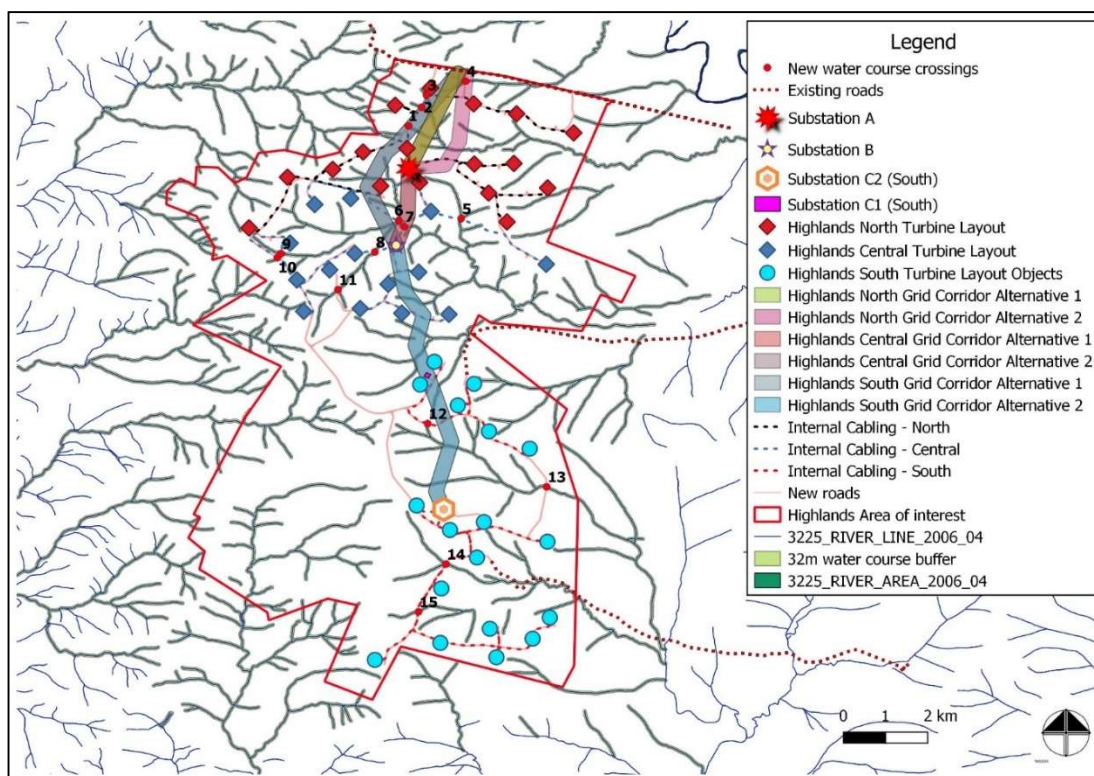 Legend
New water course crossings
Existing roads
Substation A
Substation B
Substation C2 (South)
Substation C1 (South)
Highlands North Turbine Layout
Highlands Central Turbine Layout
Highlands South Turbine Layout Objects
Highlands North Grid Corridor Alternative 1
Highlands North Grid Corridor Alternative 2
Highlands Central Grid Corridor Alternative 1
Highlands Central Grid Corridor Alternative 2
Highlands South Grid Corridor Alternative 1
Highlands South Grid Corridor Alternative 2
Internal Cabling - North
Internal Cabling - Central
Internal Cabling - South
New roads
Highlands Area of interest
3225_RIVER_LINE_2006_04
32m water course buffer
3225_RIVER_AREA_2006_04
3
4
2
1
5
6
7
8
9
10
11
12
13
14
15
0 1 2 km